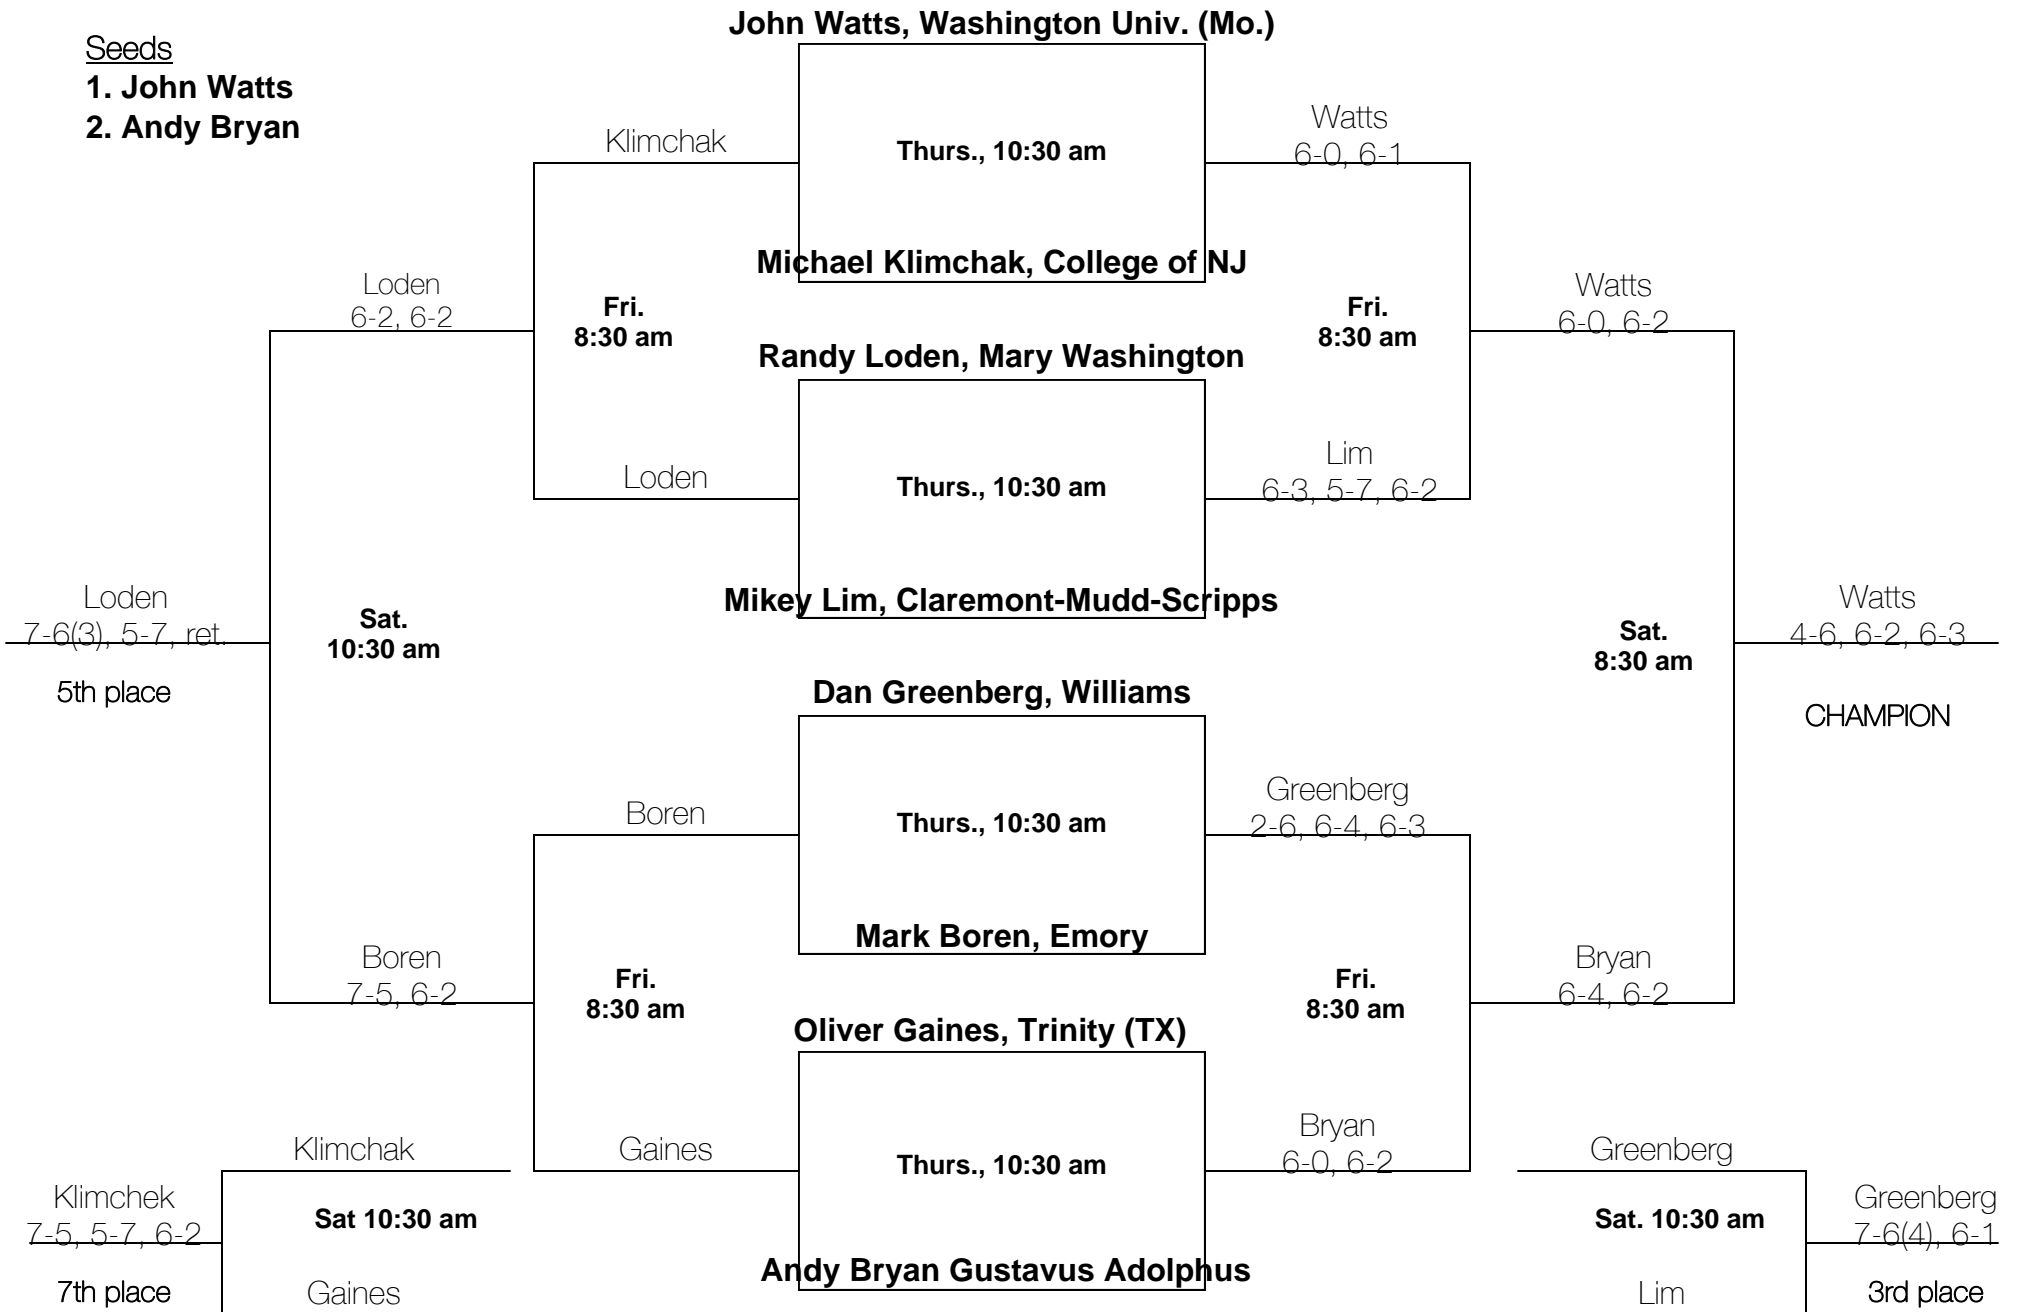 John Watts, Washington Univ. (Mo.)
Seeds
1. John Watts
2. Andy Bryan
Klimchak
Thurs., 10:30 am
Watts
6-0, 6-1
Michael Klimchak, College of NJ
Loden
6-2, 6-2
Fri.
8:30 am
Fri.
8:30 am
Watts
6-0, 6-2
Randy Loden, Mary Washington
Loden
Thurs., 10:30 am
Lim
6-3, 5-7, 6-2
Mikey Lim, Claremont-Mudd-Scripps
Loden
7-6(3), 5-7, ret.
5th place
Sat.
10:30 am
Sat.
8:30 am
Watts
4-6, 6-2, 6-3
CHAMPION
Dan Greenberg, Williams
Boren
Thurs., 10:30 am
Greenberg
2-6, 6-4, 6-3
Mark Boren, Emory
Boren
7-5, 6-2
Fri.
8:30 am
Fri.
8:30 am
Bryan
6-4, 6-2
Oliver Gaines, Trinity (TX)
Gaines
Thurs., 10:30 am
Bryan
6-0, 6-2
Andy Bryan Gustavus Adolphus
Klimchak
Klimchek
7-5, 5-7, 6-2
Sat 10:30 am
7th place
Gaines
Greenberg
Sat. 10:30 am
Greenberg
7-6(4), 6-1
Lim
3rd place